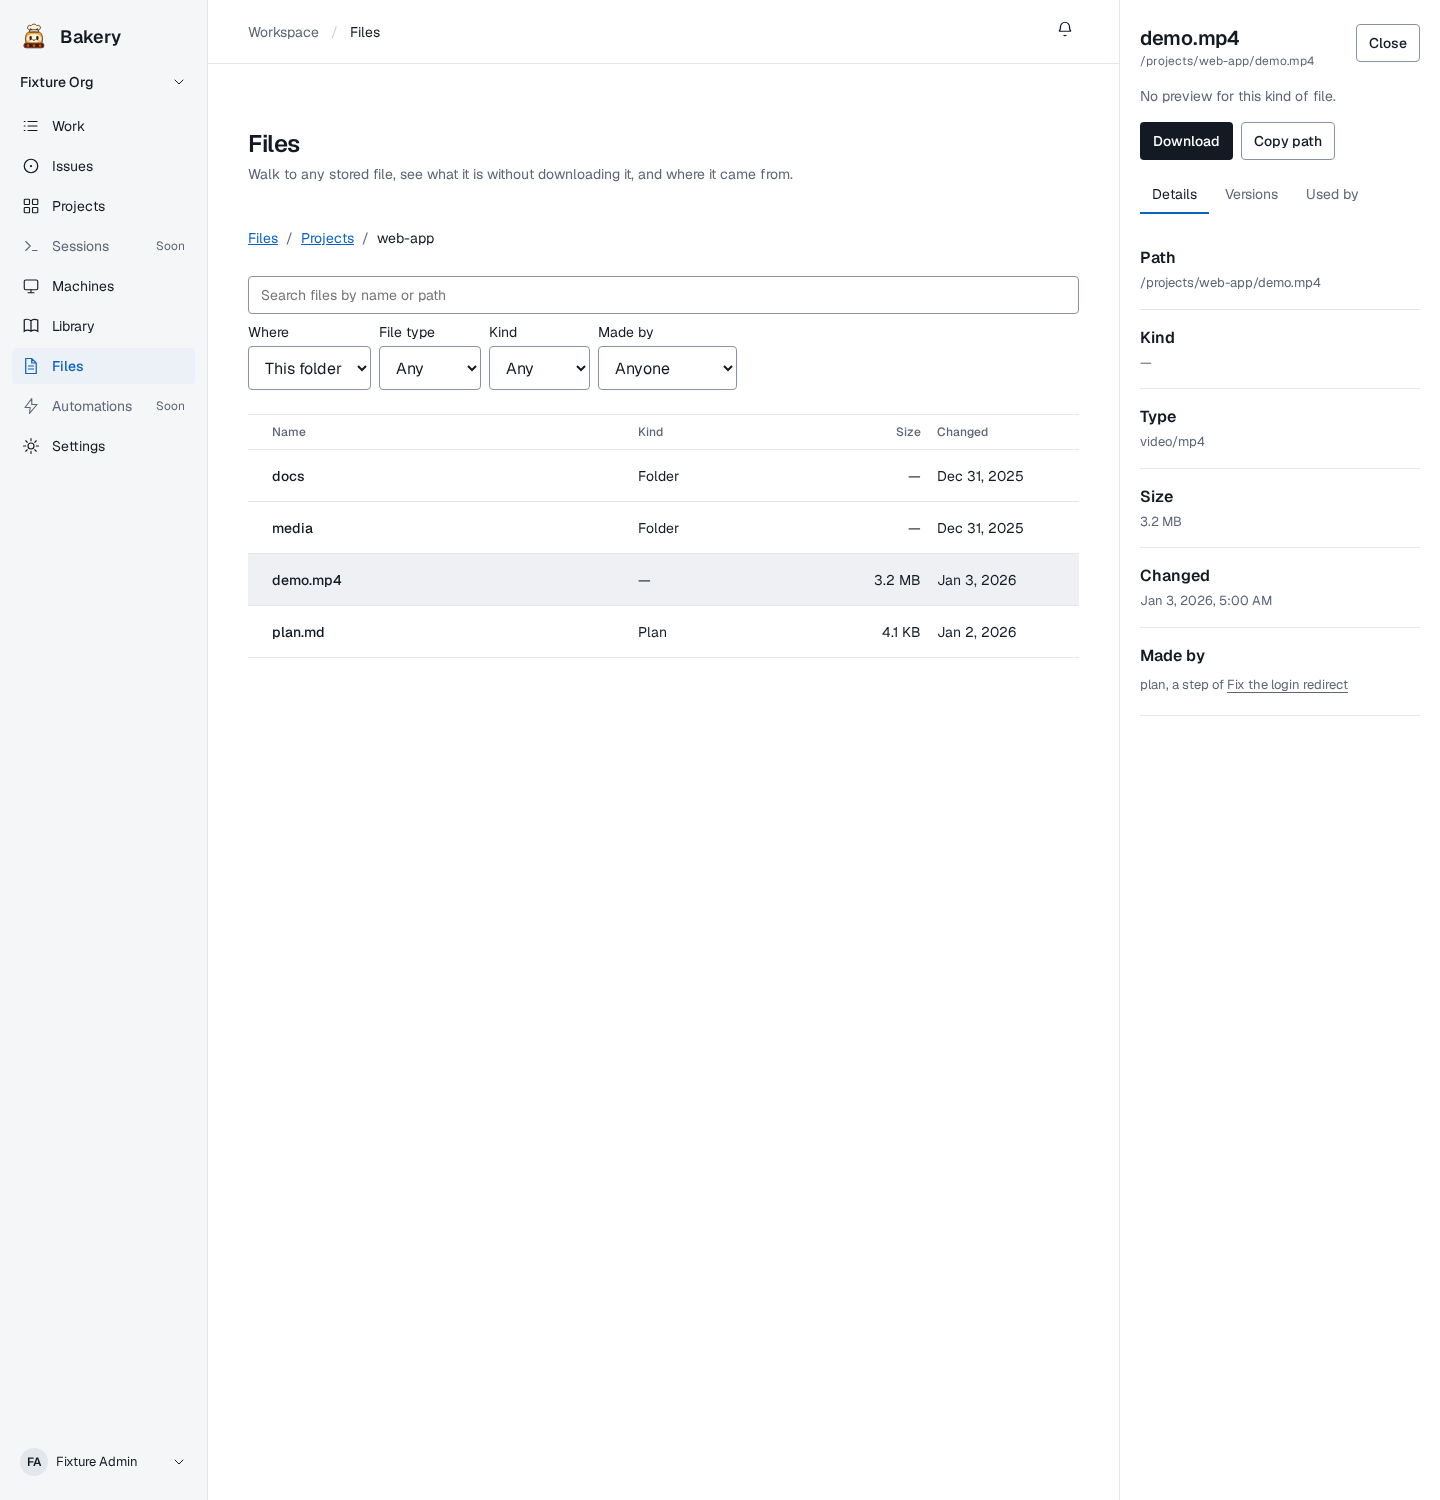 Bakery
Fixture Org
Work
Issues
Projects
Sessions Soon
Machines
Library
Files
Automations Soon
Settings
FA Fixture Admin
Workspace / Files
Files
Walk to any stored file, see what it is without downloading it, and where it came from.
Files / Projects / web-app
Search files by name or path
Where File type Kind Made by
This folder Any Any Anyone
Name Kind Size Changed
docs Folder — Dec 31, 2025
media Folder — Dec 31, 2025
demo.mp4 — 3.2 MB Jan 3, 2026
plan.md Plan 4.1 KB Jan 2, 2026
demo.mp4
Close
/projects/web-app/demo.mp4
No preview for this kind of file.
Download Copy path
Details Versions Used by
Path
/projects/web-app/demo.mp4
Kind
—
Type
video/mp4
Size
3.2 MB
Changed
Jan 3, 2026, 5:00 AM
Made by
plan, a step of Fix the login redirect